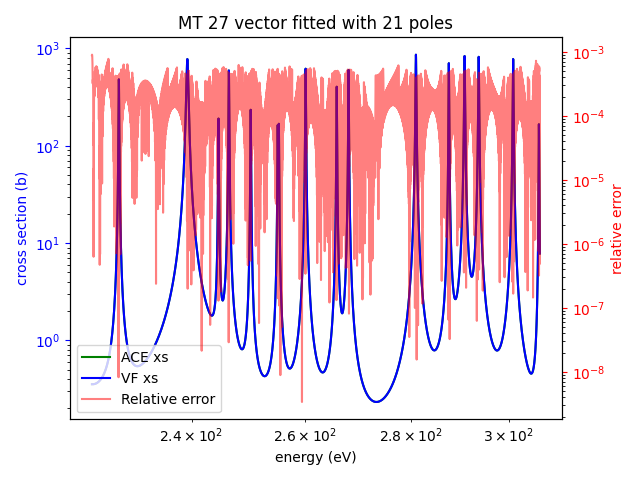 MT 27 vector fitted with 21 poles
cross section (b)
10³
10²
10¹
10⁰
relative error
10⁻³
10⁻⁴
10⁻⁵
10⁻⁶
10⁻⁷
10⁻⁸
ACE xs
VF xs
Relative error
2.4 × 10²
2.6 × 10²
2.8 × 10²
3 × 10²
energy (eV)